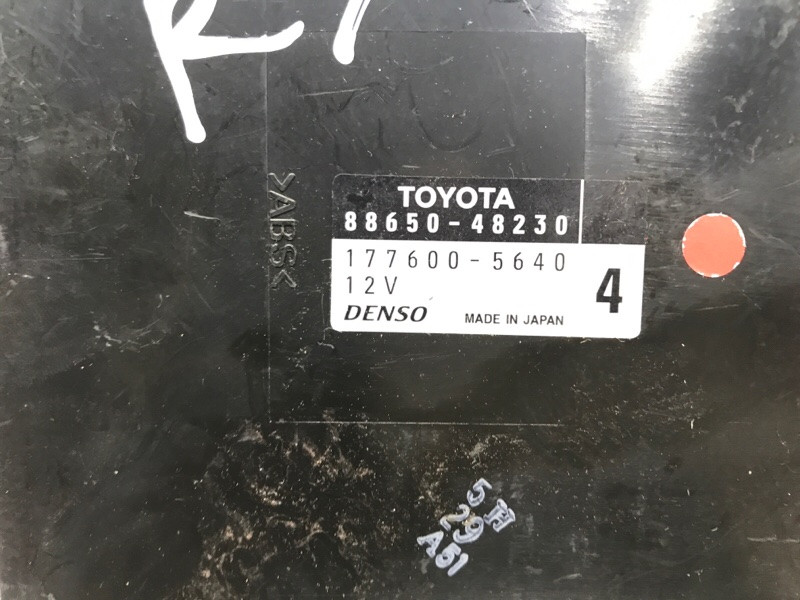 >ABS<
TOYOTA
88650-48230
177600-5640
12V
4
DENSO MADE IN JAPAN
5H
29
A51